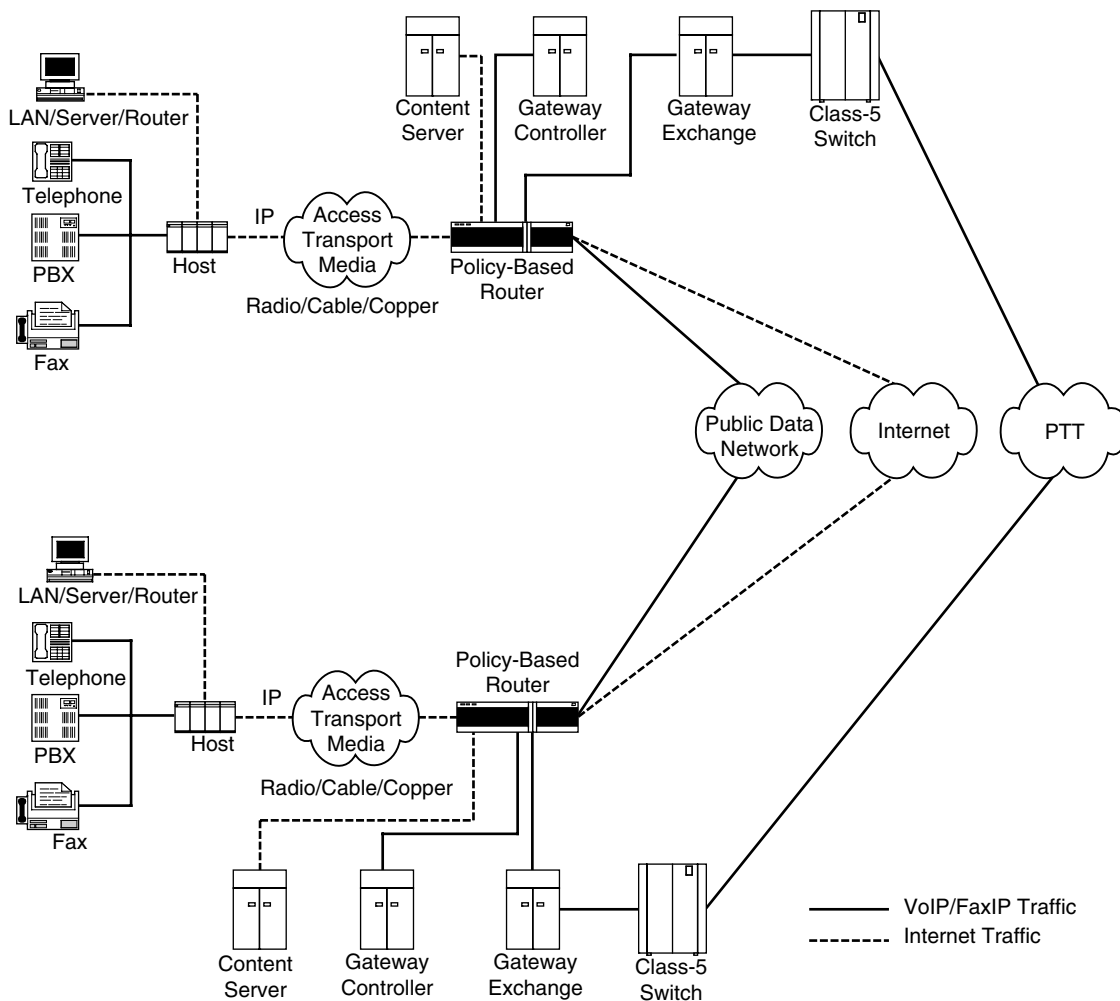 Content
Server
Gateway
Controller
Gateway
Exchange
Class-5
Switch
LAN/Server/Router
Telephone
PBX
Fax
Host
IP
Access
Transport
Media
Radio/Cable/Copper
Policy-Based
Router
Public Data
Network
Internet
PTT
LAN/Server/Router
Telephone
PBX
Fax
Host
IP
Access
Transport
Media
Radio/Cable/Copper
Policy-Based
Router
Content
Server
Gateway
Controller
Gateway
Exchange
Class-5
Switch
VoIP/FaxIP Traffic
Internet Traffic